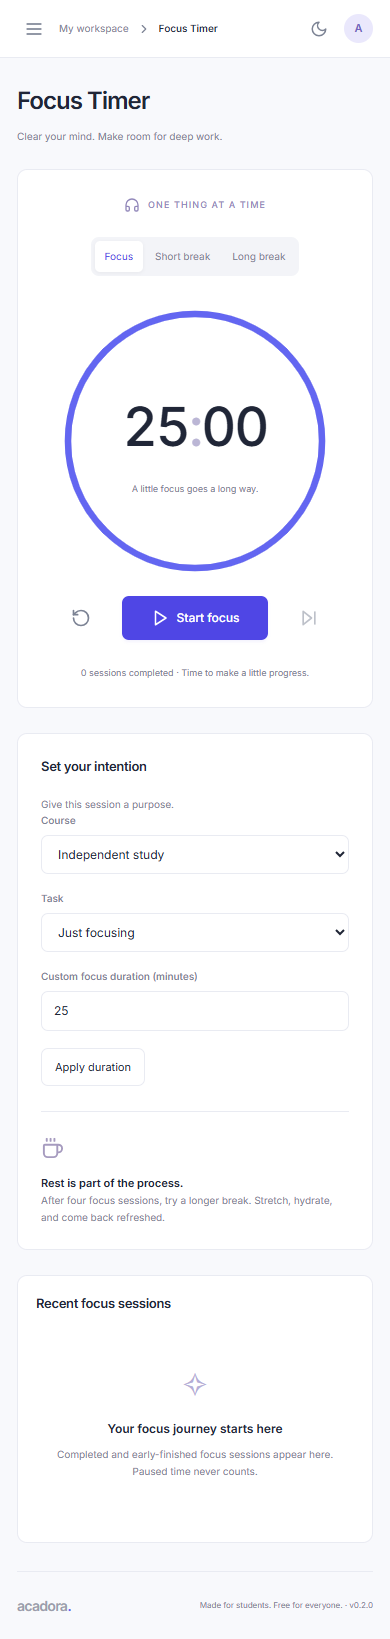 My workspace > Focus Timer
A
Focus Timer
Clear your mind. Make room for deep work.
ONE THING AT A TIME
Focus Short break Long break
25:00
A little focus goes a long way.
Start focus
0 sessions completed · Time to make a little progress.
Set your intention
Give this session a purpose.
Course
Independent study
Task
Just focusing
Custom focus duration (minutes)
25
Apply duration
Rest is part of the process.
After four focus sessions, try a longer break. Stretch, hydrate,
and come back refreshed.
Recent focus sessions
Your focus journey starts here
Completed and early-finished focus sessions appear here.
Paused time never counts.
acadora.
Made for students. Free for everyone. · v0.2.0